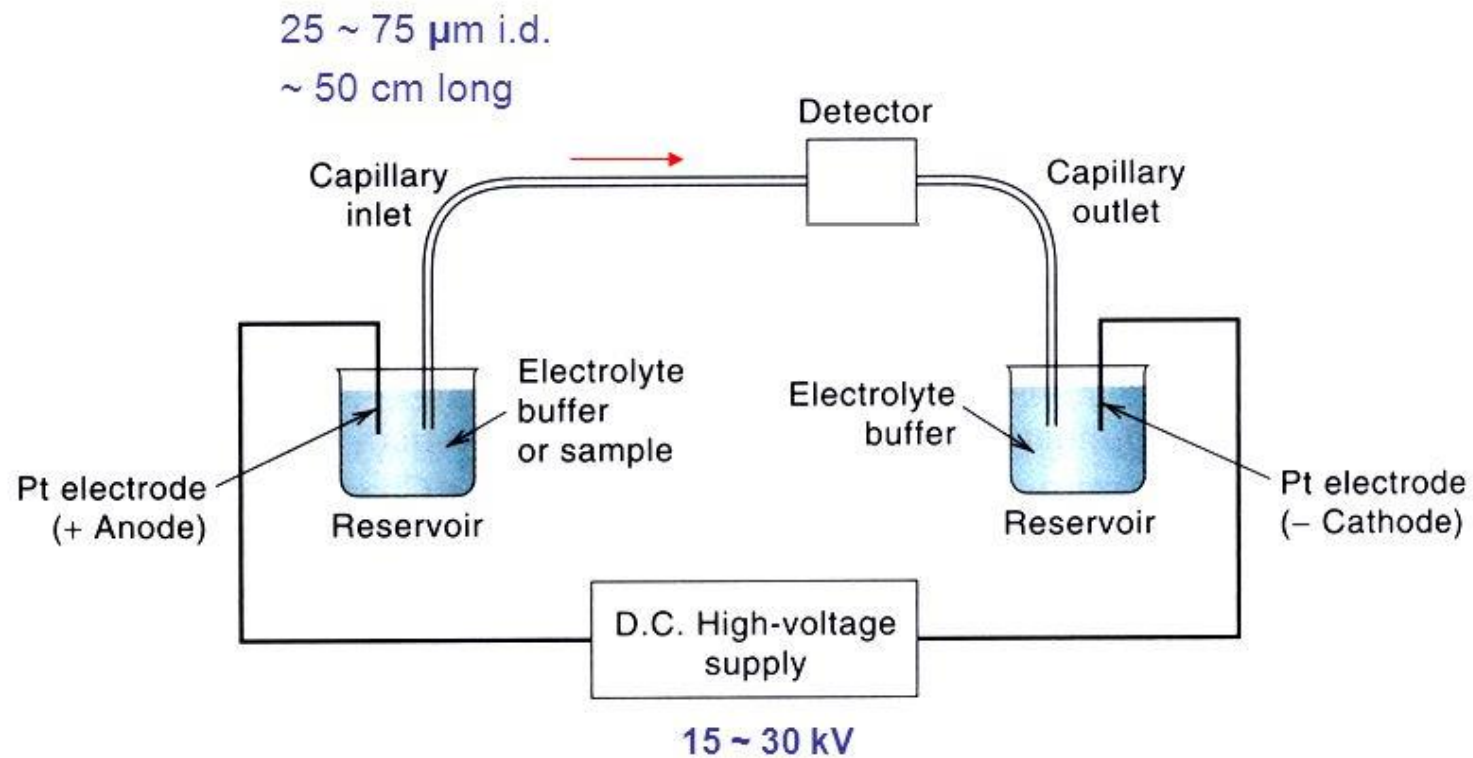 25 ~ 75 µm i.d.
~ 50 cm long
Detector
Capillary
inlet
Capillary
outlet
Electrolyte
buffer
or sample
Electrolyte
buffer
Pt electrode
(+ Anode)
Reservoir
Reservoir
Pt electrode
(− Cathode)
D.C. High-voltage
supply
15 ~ 30 kV